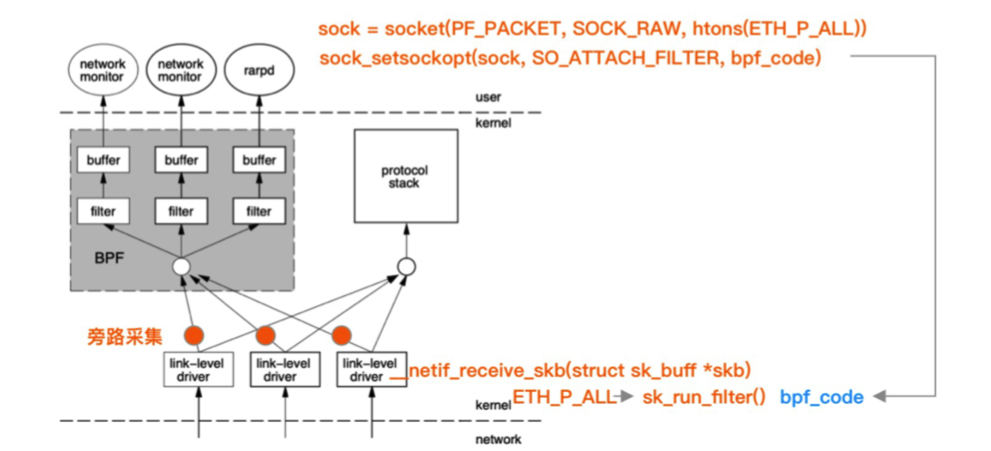 sock = socket(PF_PACKET, SOCK_RAW, htons(ETH_P_ALL))
sock_setsockopt(sock, SO_ATTACH_FILTER, bpf_code)
network
monitor
network
monitor
rarpd
user
kernel
buffer
buffer
buffer
protocol
stack
filter
filter
filter
BPF
旁路采集
link-level
driver
link-level
driver
link-level
driver
__netif_receive_skb(struct sk_buff *skb)
kernel
ETH_P_ALL
sk_run_filter()
bpf_code
network